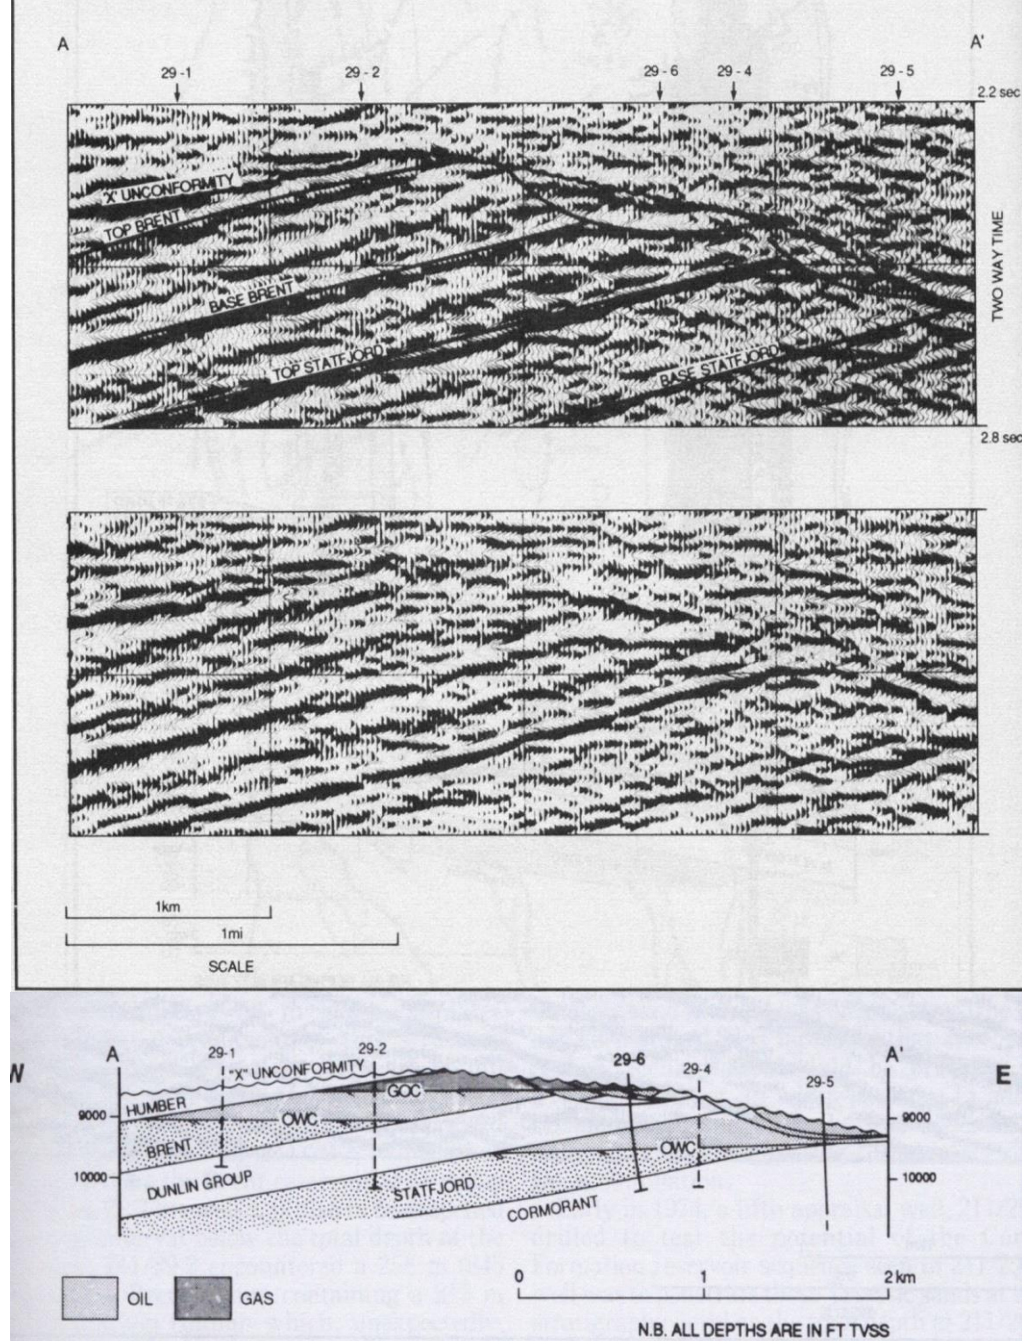 A A'
29-1 29-2 29-6 29-4 29-5
2.2 sec
'X' UNCONFORMITY
TOP BRENT
BASE BRENT
TOP STATFJORD
BASE STATFJORD
TWO WAY TIME
2.8 sec
1km
1mi
SCALE
W A A' E
29-1 29-2 29-6 29-4 29-5
"X" UNCONFORMITY
HUMBER GOC
9000 OWC 9000
BRENT OWC
10000 DUNLIN GROUP 10000
STATFJORD
CORMORANT
OIL GAS
0 1 2 km
N.B. ALL DEPTHS ARE IN FT TVSS